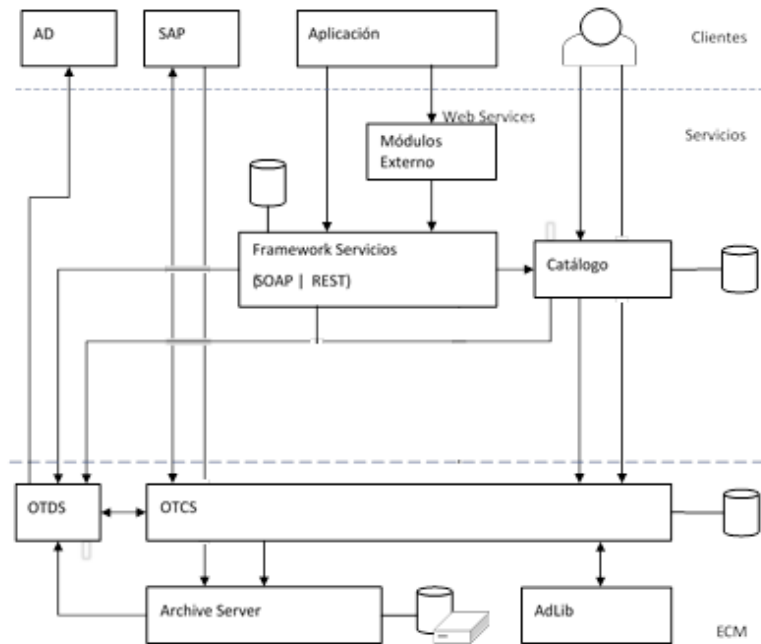 AD
SAP
Aplicación
Clientes
Web Services
Servicios
Módulos
Externo
Framework Servicios
(SOAP | REST)
Catálogo
OTDS
OTCS
Archive Server
AdLib
ECM